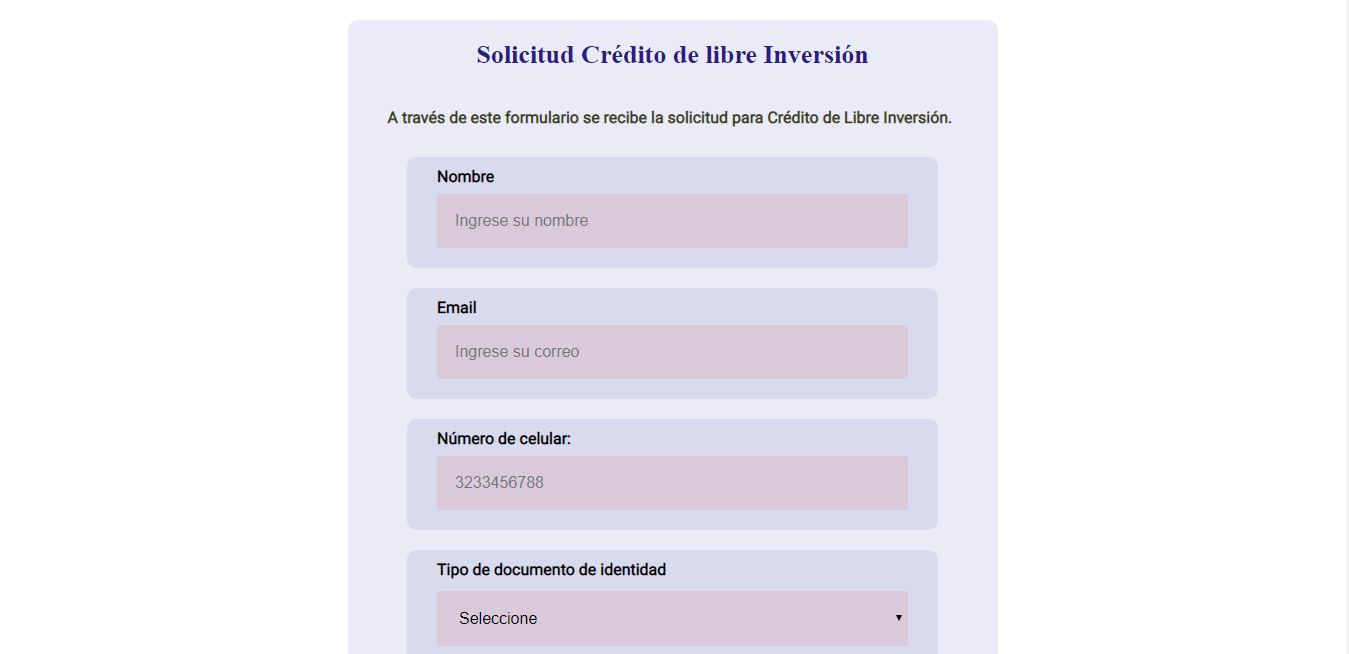 Solicitud Crédito de libre Inversión
A través de este formulario se recibe la solicitud para Crédito de Libre Inversión.
Nombre
Ingrese su nombre
Email
Ingrese su correo
Número de celular:
3233456788
Tipo de documento de identidad
Seleccione